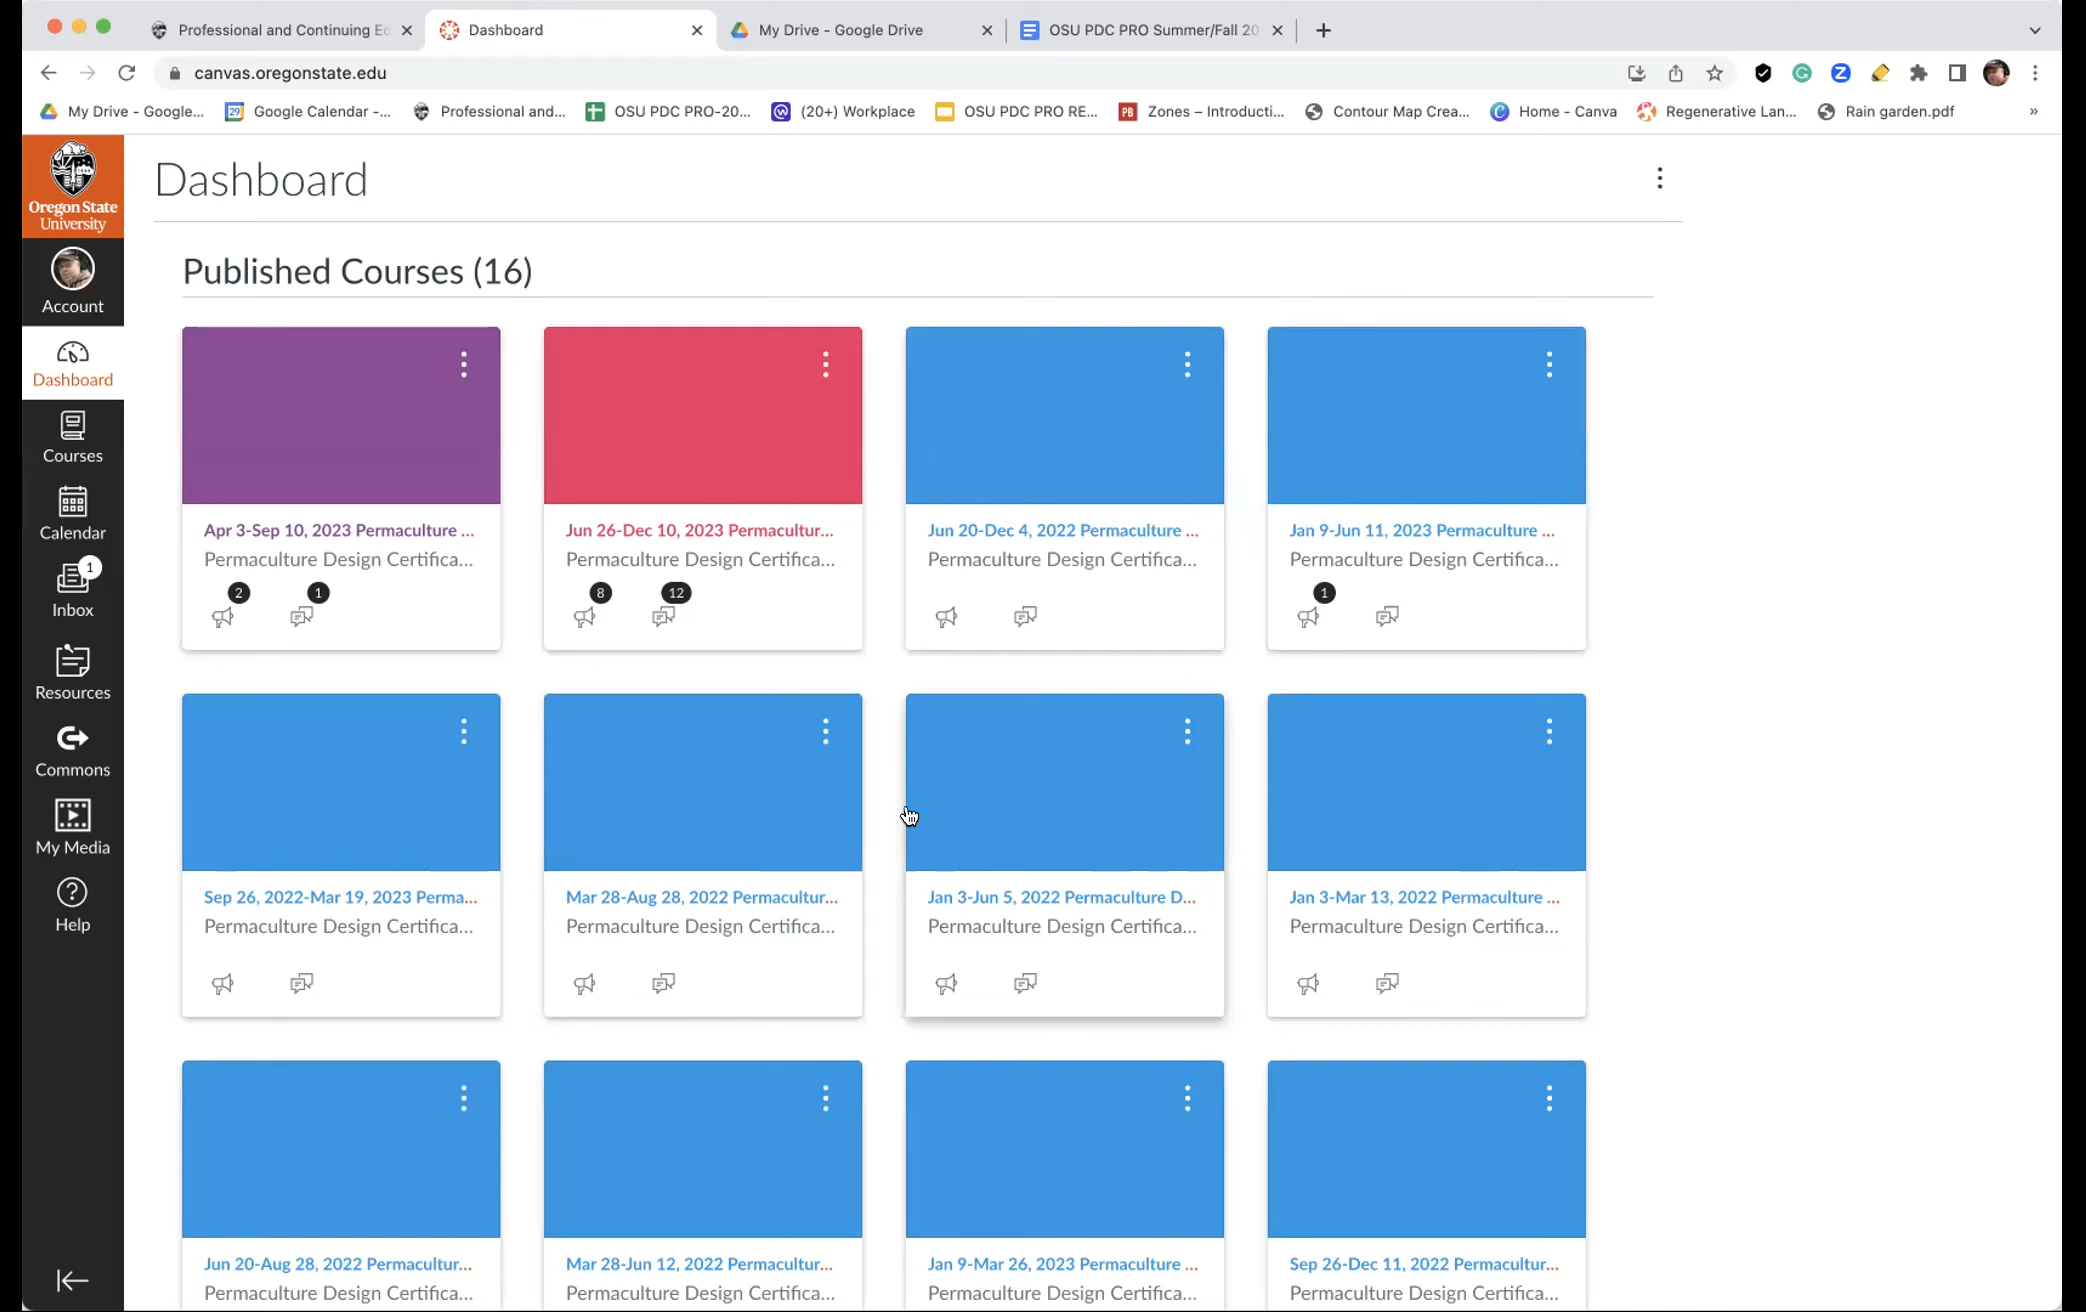 Professional and Continuing Ed
Dashboard
My Drive - Google Drive
OSU PDC PRO Summer/Fall 20
canvas.oregonstate.edu
My Drive - Google...
Google Calendar -...
Professional and...
OSU PDC PRO-20...
(20+) Workplace
OSU PDC PRO RE...
PB
Zones – Introducti...
Contour Map Crea...
Home - Canva
Regenerative Lan...
Rain garden.pdf
»
Oregon State
University
Account
Dashboard
Courses
Calendar
1
Inbox
Resources
Commons
My Media
Help
Dashboard
Published Courses (16)
Apr 3-Sep 10, 2023 Permaculture ...
Permaculture Design Certifica...
2
1
Jun 26-Dec 10, 2023 Permacultur...
Permaculture Design Certifica...
8
12
Jun 20-Dec 4, 2022 Permaculture ...
Permaculture Design Certifica...
Jan 9-Jun 11, 2023 Permaculture ...
Permaculture Design Certifica...
1
Sep 26, 2022-Mar 19, 2023 Perma...
Permaculture Design Certifica...
Mar 28-Aug 28, 2022 Permacultur...
Permaculture Design Certifica...
Jan 3-Jun 5, 2022 Permaculture D...
Permaculture Design Certifica...
Jan 3-Mar 13, 2022 Permaculture ...
Permaculture Design Certifica...
Jun 20-Aug 28, 2022 Permacultur...
Permaculture Design Certifica...
Mar 28-Jun 12, 2022 Permacultur...
Permaculture Design Certifica...
Jan 9-Mar 26, 2023 Permaculture ...
Permaculture Design Certifica...
Sep 26-Dec 11, 2022 Permacultur...
Permaculture Design Certifica...